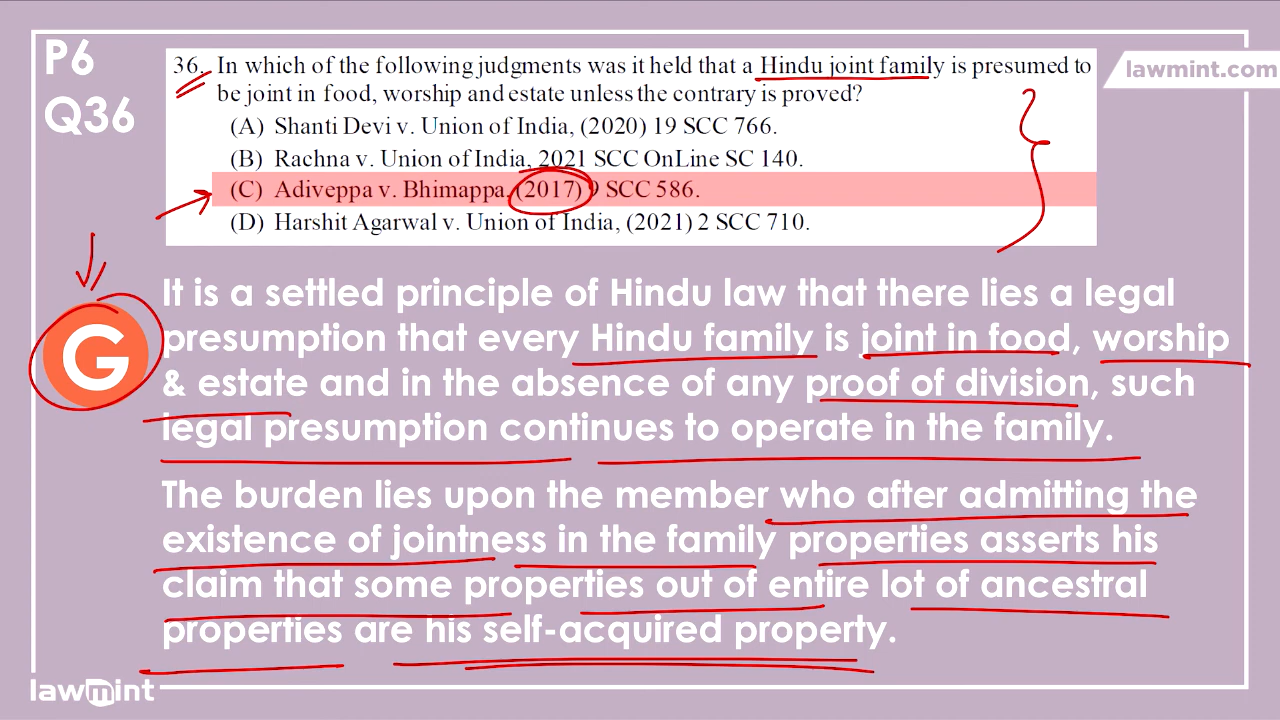 P6
Q36
lawmint.com
36. In which of the following judgments was it held that a Hindu joint family is presumed to
be joint in food, worship and estate unless the contrary is proved?
(A) Shanti Devi v. Union of India, (2020) 19 SCC 766.
(B) Rachna v. Union of India, 2021 SCC OnLine SC 140.
(C) Adiveppa v. Bhimappa, (2017) 9 SCC 586.
(D) Harshit Agarwal v. Union of India, (2021) 2 SCC 710.
G
It is a settled principle of Hindu law that there lies a legal
presumption that every Hindu family is joint in food, worship
& estate and in the absence of any proof of division, such
legal presumption continues to operate in the family.
The burden lies upon the member who after admitting the
existence of jointness in the family properties asserts his
claim that some properties out of entire lot of ancestral
properties are his self-acquired property.
lawmint